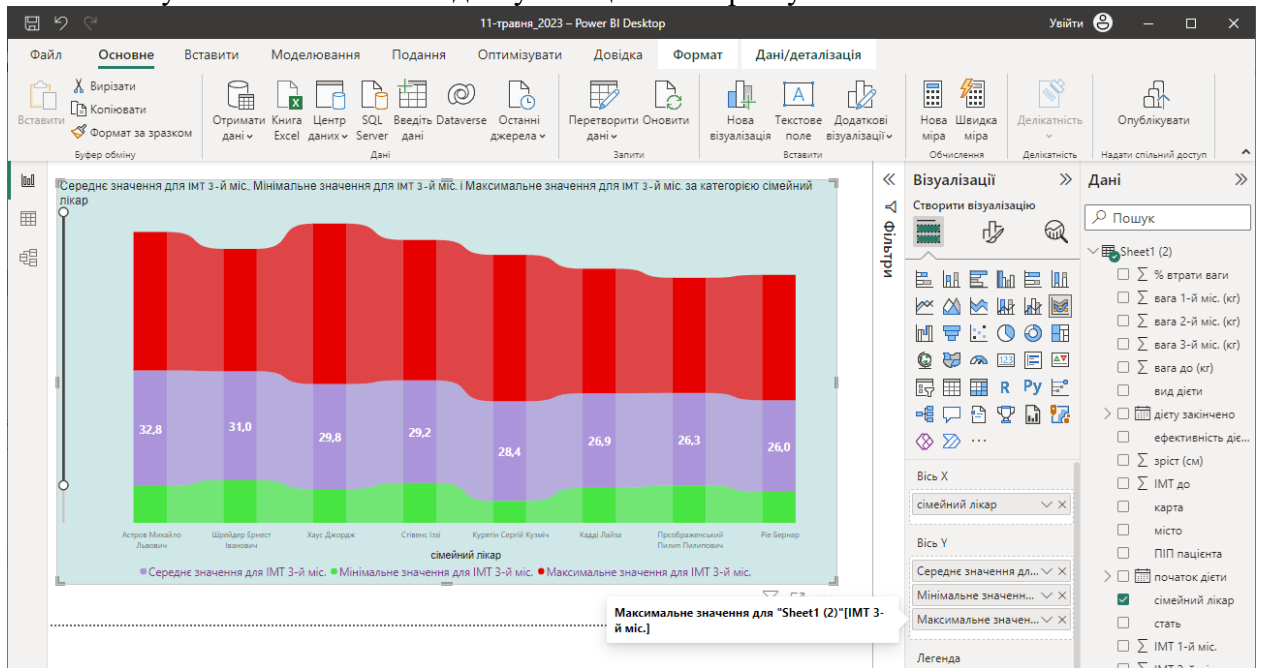 11-травня_2023 – Power BI Desktop
Увійти
Файл Основне Вставити Моделювання Подання Оптимізувати Довідка Формат Дані/деталізація
Вставити
Вирізати
Копіювати
Формат за зразком
Отримати дані
Книга Excel
Центр даних
SQL Server
Введіть дані
Dataverse
Останні джерела
Перетворити дані
Оновити
Нова візуалізація
Текстове поле
Додаткові візуалізації
Нова міра
Швидка міра
Делікатність
Опублікувати
Буфер обміну
Дані
Запити
Вставити
Обчислення
Делікатність
Надати спільний доступ
Середнє значення для ІМТ 3-й міс., Мінімальне значення для ІМТ 3-й міс. і Максимальне значення для ІМТ 3-й міс. за категорією сімейний
лікар
32,8
31,0
29,8
29,2
28,4
26,9
26,3
26,0
Астров Михайло
Львович
Шрейдер Ернест
Іванович
Хаус Джордж
Стівенс Іззі
Курятін Сергій Кузміч
Кадді Лайза
Прєображенський
Пилип Пилипович
Ріе Бернар
сімейний лікар
Середнє значення для ІМТ 3-й міс. Мінімальне значення для ІМТ 3-й міс. Максимальне значення для ІМТ 3-й міс.
Фільтри
Візуалізації
Створити візуалізацію
123
R
Py
Вісь X
сімейний лікар
Вісь Y
Середнє значення дл...
Мінімальне значенн...
Максимальне значен...
Легенда
Максимальне значення для "Sheet1 (2)"[ІМТ 3-
й міс.]
Дані
Пошук
Sheet1 (2)
% втрати ваги
вага 1-й міс. (кг)
вага 2-й міс. (кг)
вага 3-й міс. (кг)
вага до (кг)
вид дієти
дієту закінчено
ефективність діє...
зріст (см)
ІМТ до
карта
місто
ПІП пацієнта
початок дієти
сімейний лікар
стать
ІМТ 1-й міс.